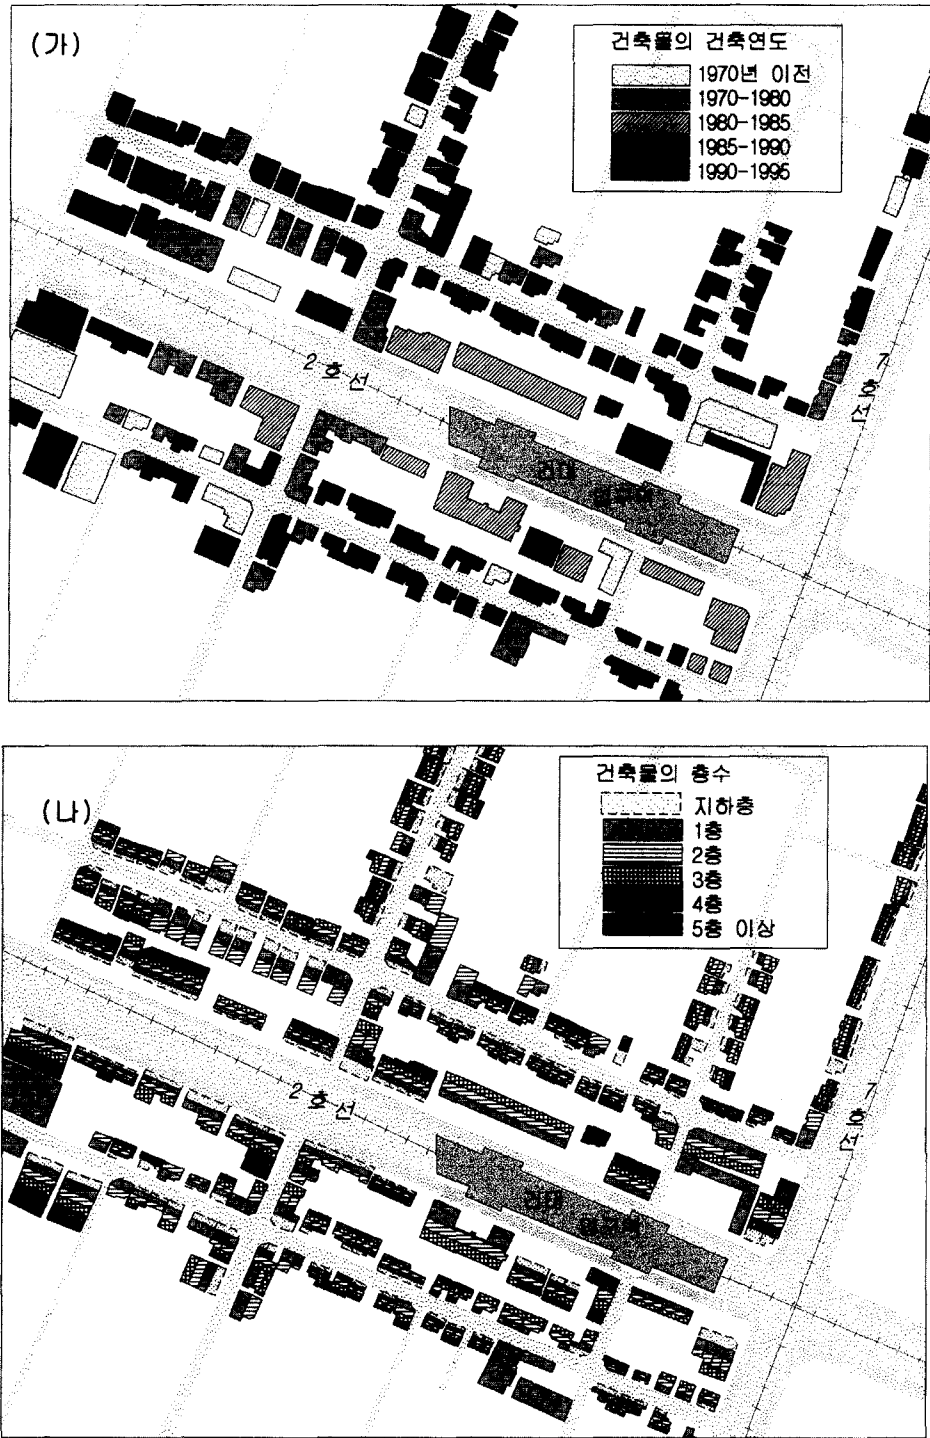 (가)
건축물의 건축연도
1970년 이전
1970-1980
1980-1985
1985-1990
1990-1995
2호선
7호선
(나)
건축물의 층수
지하층
1층
2층
3층
4층
5층 이상
2호선
7호선